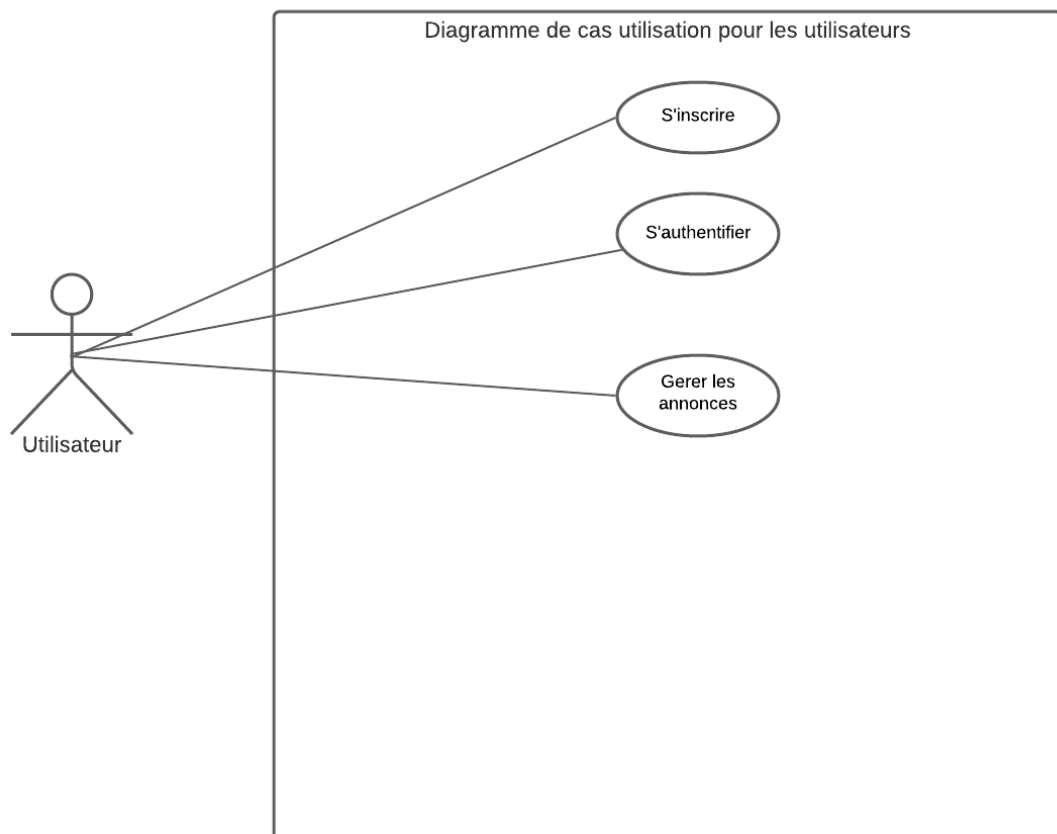 Diagramme de cas utilisation pour les utilisateurs
S'inscrire
S'authentifier
Gerer les
annonces
Utilisateur